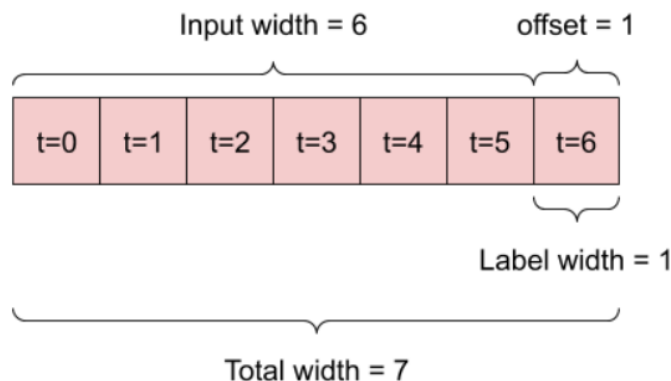 Input width = 6 offset = 1
t=0 t=1 t=2 t=3 t=4 t=5 t=6
Label width = 1
Total width = 7